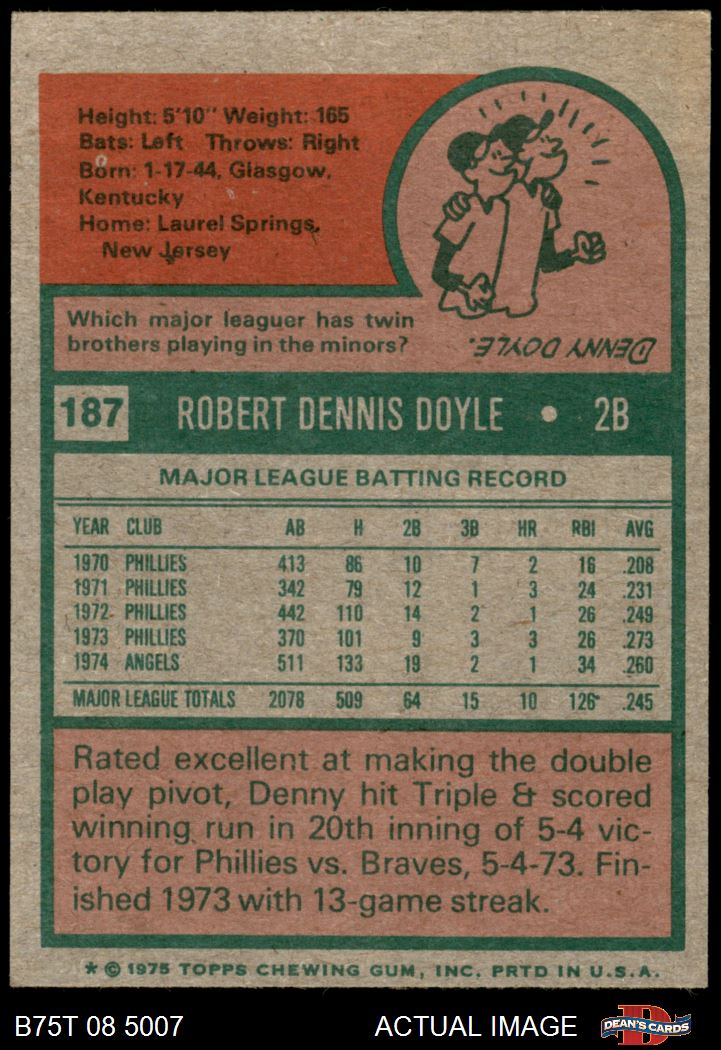 Height: 5'10" Weight: 165
Bats: Left Throws: Right
Born: 1-17-44, Glasgow,
Kentucky
Home: Laurel Springs,
New Jersey
Which major leaguer has twin
brothers playing in the minors?
DENNY DOYLE.
187 ROBERT DENNIS DOYLE • 2B
MAJOR LEAGUE BATTING RECORD
YEAR CLUB AB H 2B 3B HR RBI AVG
1970 PHILLIES 413 86 10 7 2 16 .208
1971 PHILLIES 342 79 12 1 3 24 .231
1972 PHILLIES 442 110 14 2 1 26 .249
1973 PHILLIES 370 101 9 3 3 26 .273
1974 ANGELS 511 133 19 2 1 34 .260
MAJOR LEAGUE TOTALS 2078 509 64 15 10 126 .245
Rated excellent at making the double
play pivot, Denny hit Triple & scored
winning run in 20th inning of 5-4 vic-
tory for Phillies vs. Braves, 5-4-73. Fin-
ished 1973 with 13-game streak.
* © 1975 TOPPS CHEWING GUM, INC. PRTD IN U.S.A.
B75T 08 5007 ACTUAL IMAGE D DEAN'S CARDS